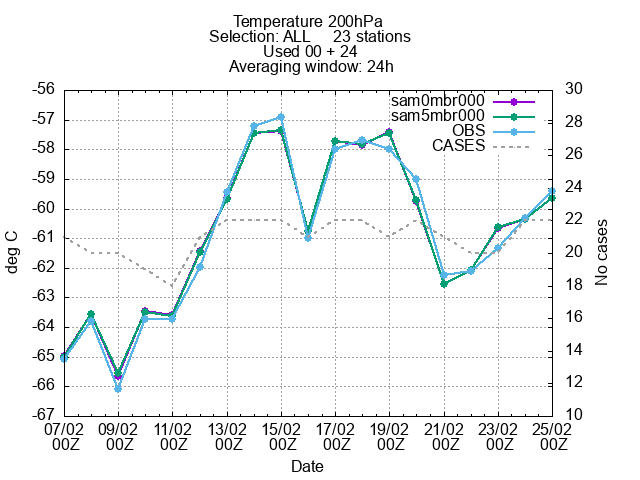 Temperature 200hPa
Selection: ALL 23 stations
Used 00 + 24
Averaging window: 24h
sam0mbr000
sam5mbr000
OBS
CASES
deg C
-56
-57
-58
-59
-60
-61
-62
-63
-64
-65
-66
-67
No cases
30
28
26
24
22
20
18
16
14
12
10
07/02 09/02 11/02 13/02 15/02 17/02 19/02 21/02 23/02 25/02
00Z 00Z 00Z 00Z 00Z 00Z 00Z 00Z 00Z 00Z
Date